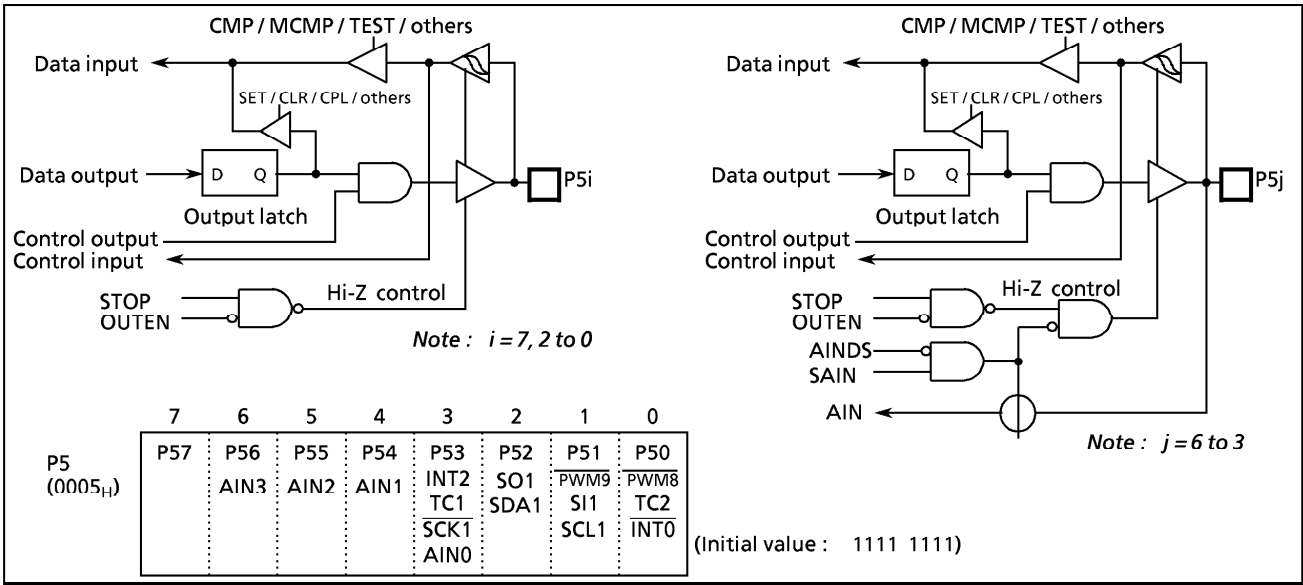 CMP / MCMP / TEST / others
Data input
SET / CLR / CPL / others
Data output
D Q
P5i
Output latch
Control output
Control input
STOP
OUTEN
Hi-Z control
Note : i = 7, 2 to 0
CMP / MCMP / TEST / others
Data input
SET / CLR / CPL / others
Data output
D Q
P5j
Output latch
Control output
Control input
STOP
OUTEN
Hi-Z control
AINDS
SAIN
AIN
Note : j = 6 to 3
7 6 5 4 3 2 1 0
P5
(0005H)
P57
P56
AIN3
P55
AIN2
P54
AIN1
P53
INT2
TC1
SCK1
AIN0
P52
SO1
SDA1
P51
PWM9
SI1
SCL1
P50
PWM8
TC2
INT0
(Initial value : 1111 1111)